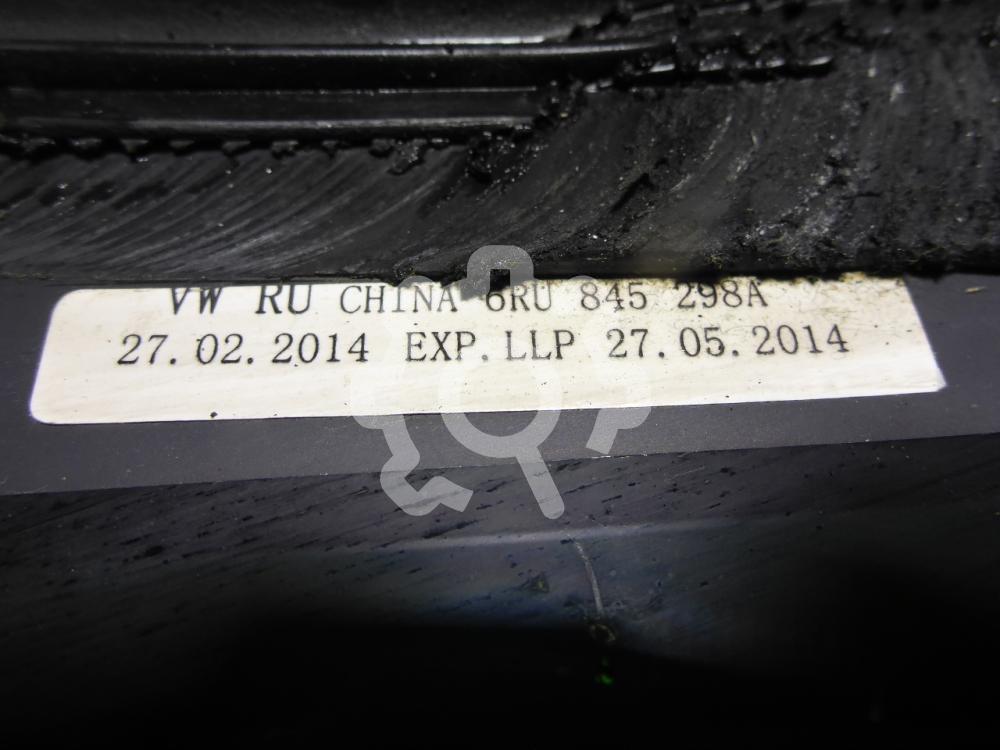 VW RU CHINA 6RU 845 298A
27.02.2014 EXP.LLP 27.05.2014